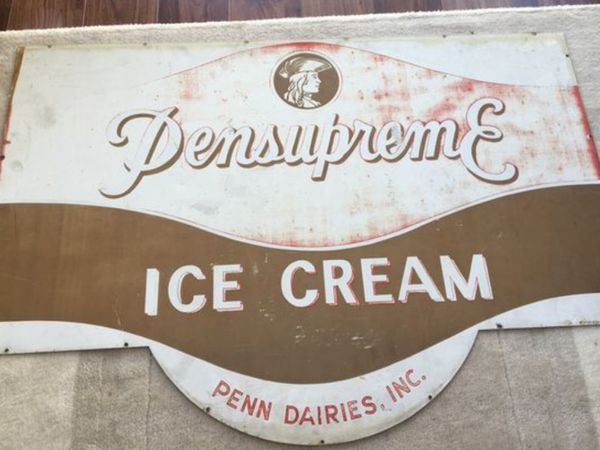 Pensupreme
ICE CREAM
PENN DAIRIES, INC.